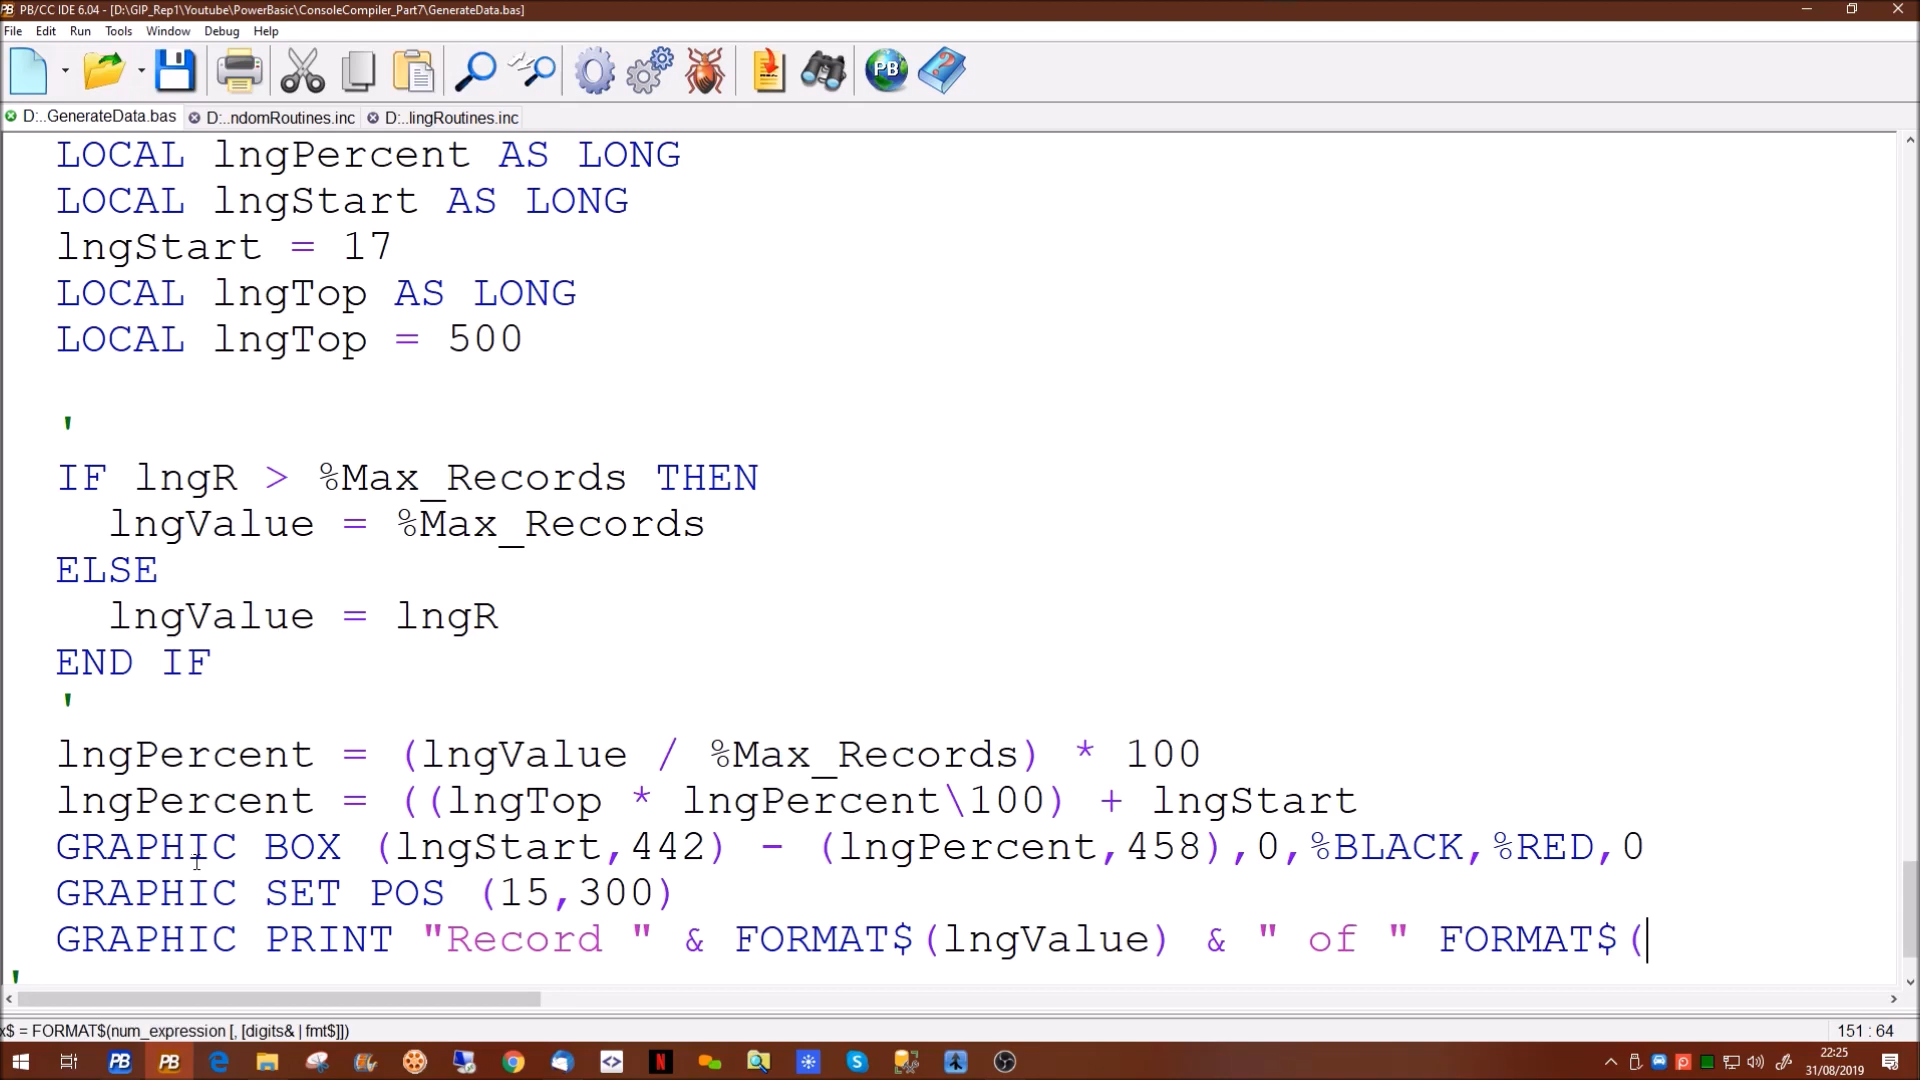 PB/CC IDE 6.04 - [D:\GIP_Rep1\Youtube\PowerBasic\ConsoleCompiler_Part7\GenerateData.bas]
File Edit Run Tools Window Debug Help
PB
D:..GenerateData.bas D:..ndomRoutines.inc D:..lingRoutines.inc
LOCAL lngPercent AS LONG
LOCAL lngStart AS LONG
lngStart = 17
LOCAL lngTop AS LONG
LOCAL lngTop = 500
'
IF lngR > %Max_Records THEN
lngValue = %Max_Records
ELSE
lngValue = lngR
END IF
'
lngPercent = (lngValue / %Max_Records) * 100
lngPercent = ((lngTop * lngPercent\100) + lngStart
GRAPHIC BOX (lngStart,442) - (lngPercent,458),0,%BLACK,%RED,0
GRAPHIC SET POS (15,300)
GRAPHIC PRINT "Record " & FORMAT$(lngValue) & " of " FORMAT$(
'
x$ = FORMAT$(num_expression [, [digits& | fmt$]])
151 : 64
PB PB
22:25
31/08/2019